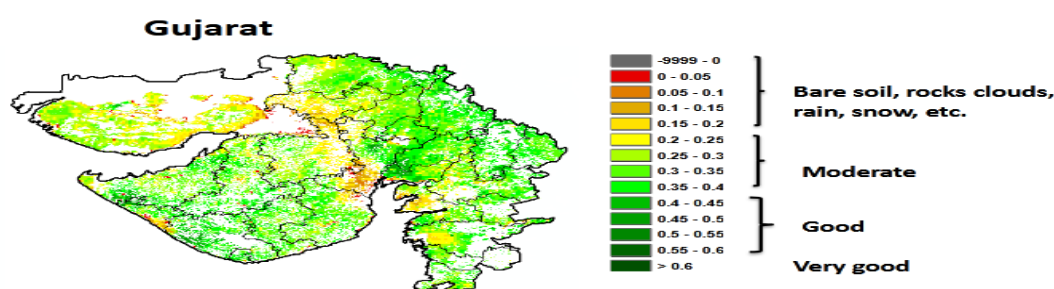 Gujarat
-9999 - 0
0 - 0.05
0.05 - 0.1
0.1 - 0.15
0.15 - 0.2
0.2 - 0.25
0.25 - 0.3
0.3 - 0.35
0.35 - 0.4
0.4 - 0.45
0.45 - 0.5
0.5 - 0.55
0.55 - 0.6
> 0.6
Bare soil, rocks clouds,
rain, snow, etc.
Moderate
Good
Very good